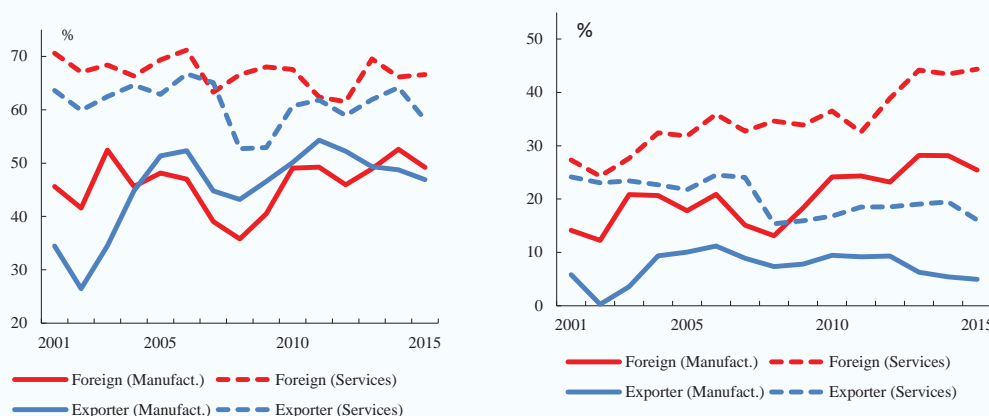 %
70
60
50
40
30
20
2001 2005 2010 2015
Foreign (Manufact.) Foreign (Services)
Exporter (Manufact.) Exporter (Services)
%
50
40
30
20
10
0
2001 2005 2010 2015
Foreign (Manufact.) Foreign (Services)
Exporter (Manufact.) Exporter (Services)